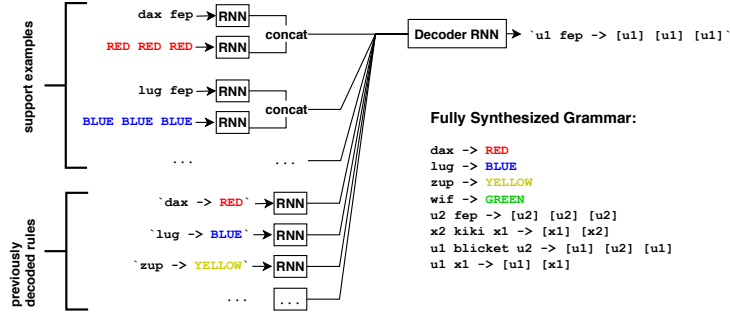 dax fep
RNN
concat
RED RED RED
RNN
lug fep
RNN
concat
BLUE BLUE BLUE
RNN
...
...
support examples
`dax -> RED`
RNN
`lug -> BLUE`
RNN
`zup -> YELLOW`
RNN
...
...
previously
decoded rules
Decoder RNN
`u1 fep -> [u1] [u1] [u1]`
Fully Synthesized Grammar:
dax -> RED
lug -> BLUE
zup -> YELLOW
wif -> GREEN
u2 fep -> [u2] [u2] [u2]
x2 kiki x1 -> [x1] [x2]
u1 blicket u2 -> [u1] [u2] [u1]
u1 x1 -> [u1] [x1]